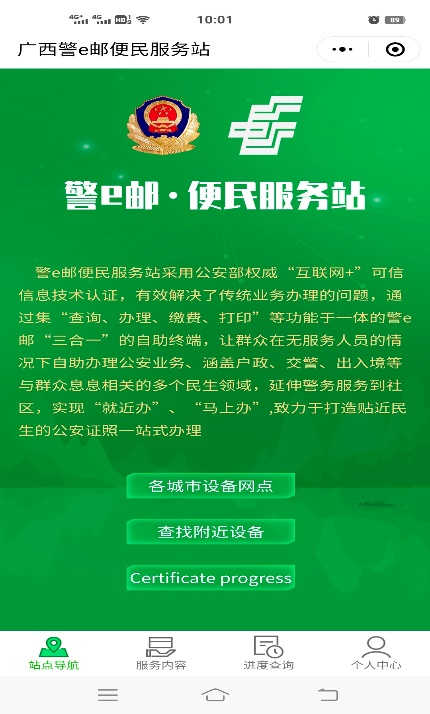 4G+ 4G HD 1 2 10:01 89
广西警e邮便民服务站
警e邮·便民服务站
警e邮便民服务站采用公安部权威“互联网+”可信
信息技术认证，有效解决了传统业务办理的问题，通
过集“查询、办理、缴费、打印”等功能于一体的警e
邮“三合一”的自助终端，让群众在无服务人员的情
况下自助办理公安业务、涵盖户政、交警、出入境等
与群众息息相关的多个民生领域，延伸警务服务到社
区，实现“就近办”、“马上办”,致力于打造贴近民
生的公安证照一站式办理
各城市设备网点
查找附近设备
Certificate progress
站点导航 服务内容 进度查询 个人中心